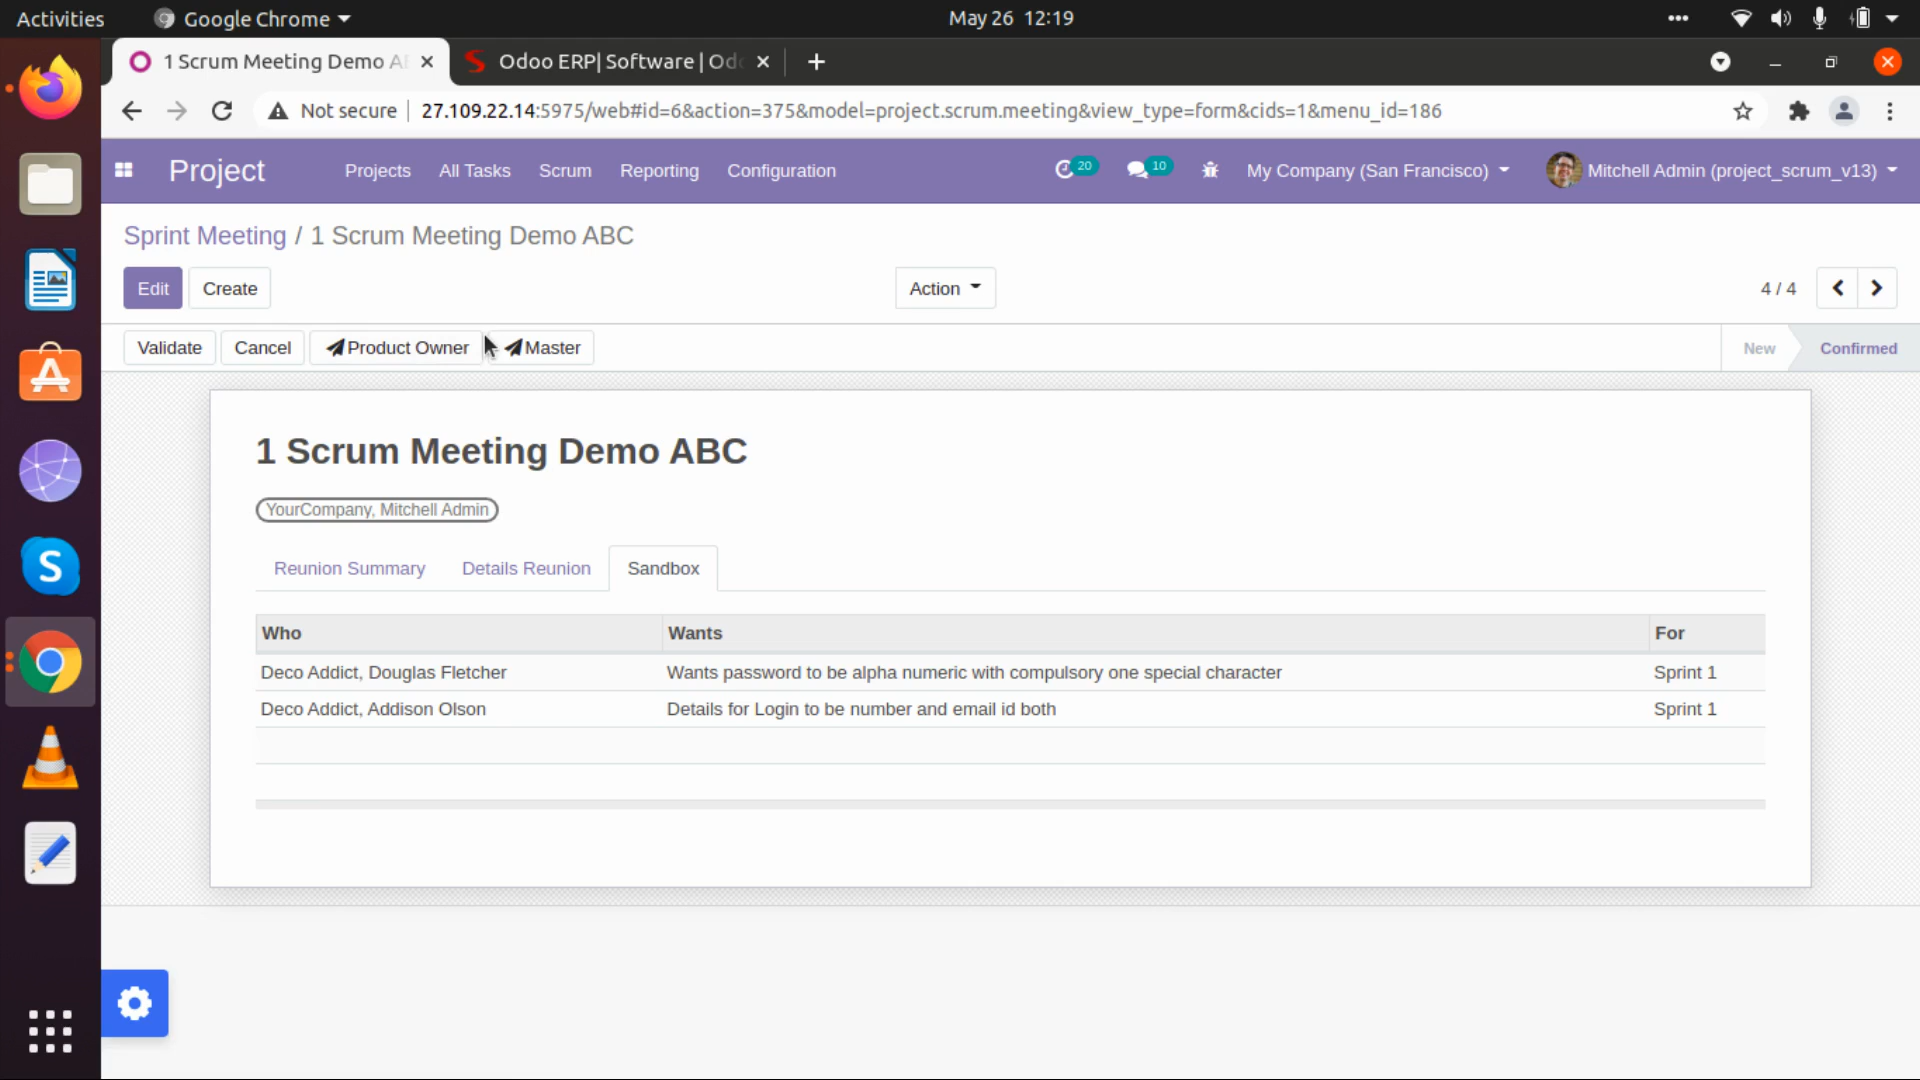 Activities Google Chrome May 26 12:19
1 Scrum Meeting Demo AB Odoo ERP| Software | Od
Not secure 27.109.22.14:5975/web#id=6&action=375&model=project.scrum.meeting&view_type=form&cids=1&menu_id=186
Project Projects All Tasks Scrum Reporting Configuration 20 10 My Company (San Francisco) Mitchell Admin (project_scrum_v13)
Sprint Meeting / 1 Scrum Meeting Demo ABC
Edit Create Action 4 / 4
Validate Cancel Product Owner Master New Confirmed
1 Scrum Meeting Demo ABC
YourCompany, Mitchell Admin
Reunion Summary Details Reunion Sandbox
Who Wants For
Deco Addict, Douglas Fletcher Wants password to be alpha numeric with compulsory one special character Sprint 1
Deco Addict, Addison Olson Details for Login to be number and email id both Sprint 1